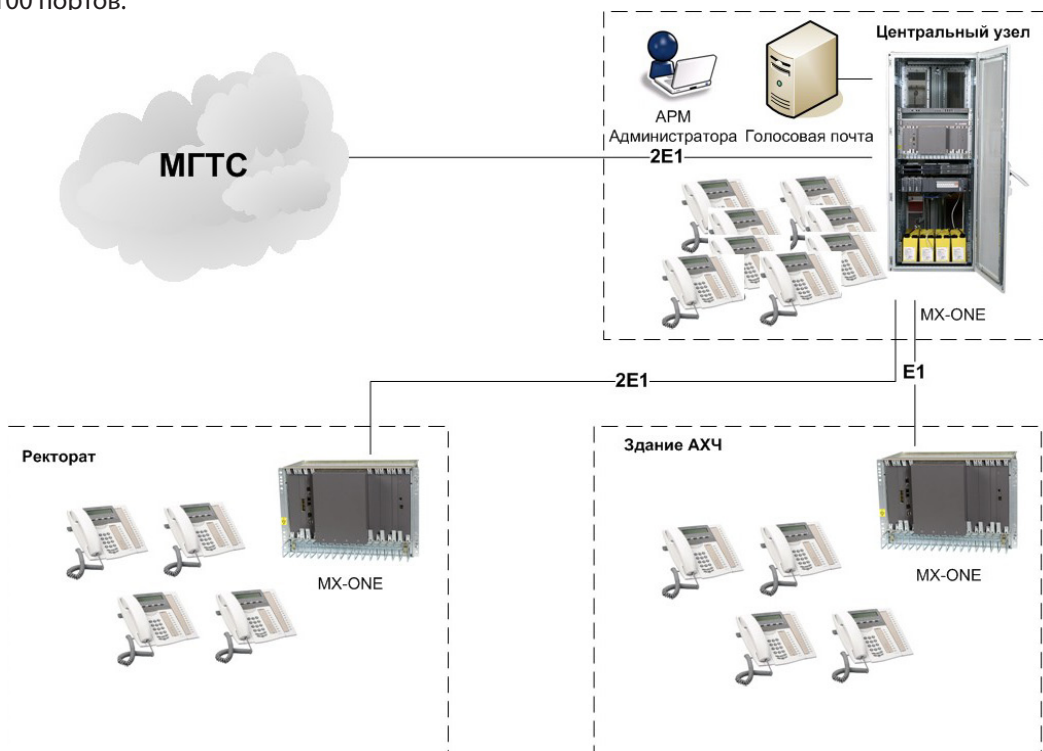 100 портов.
Центральный узел
АРМ
Администратора
Голосовая почта
МГТС
2E1
MX-ONE
2E1
E1
Ректорат
Здание АХЧ
MX-ONE
MX-ONE